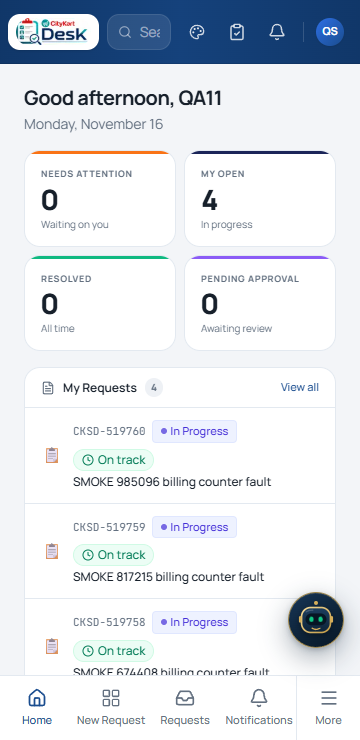 CityKart
Desk
Sea
QS
Good afternoon, QA11
Monday, November 16
NEEDS ATTENTION
0
Waiting on you
MY OPEN
4
In progress
RESOLVED
0
All time
PENDING APPROVAL
0
Awaiting review
My Requests 4 View all
CKSD-519760 In Progress
On track
SMOKE 985096 billing counter fault
CKSD-519759 In Progress
On track
SMOKE 817215 billing counter fault
CKSD-519758 In Progress
On track
SMOKE 674408 billing counter fault
Home New Request Requests Notifications More